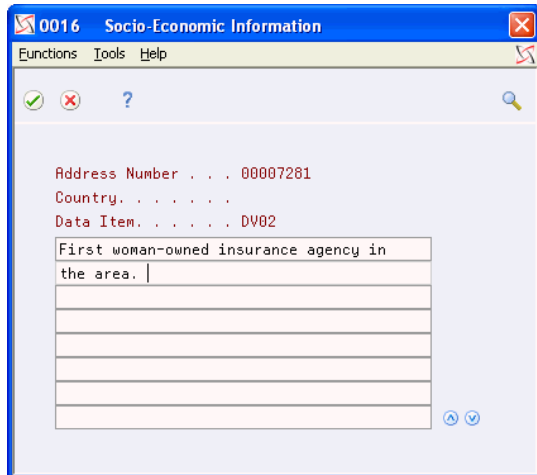 0016 Socio-Economic Information
Functions Tools Help
?
Address Number . . . 00007281
Country. . . . . . .
Data Item. . . . . . DV02
First woman-owned insurance agency in
the area.